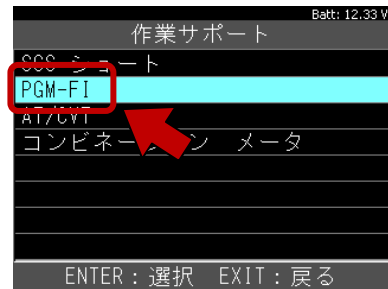 Batt: 12.33 V
作業サポート
SCS ショート
PGM-FI
AT/CVT
コンビネーション メータ
ENTER：選択 EXIT：戻る